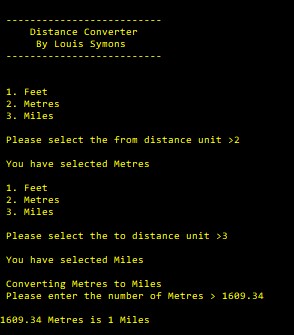 --------------------------
Distance Converter
By Louis Symons
--------------------------
1. Feet
2. Metres
3. Miles
Please select the from distance unit >2
You have selected Metres
1. Feet
2. Metres
3. Miles
Please select the to distance unit >3
You have selected Miles
Converting Metres to Miles
Please enter the number of Metres > 1609.34
1609.34 Metres is 1 Miles